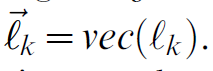 $\vec{\ell}_k = vec(\ell_k).$